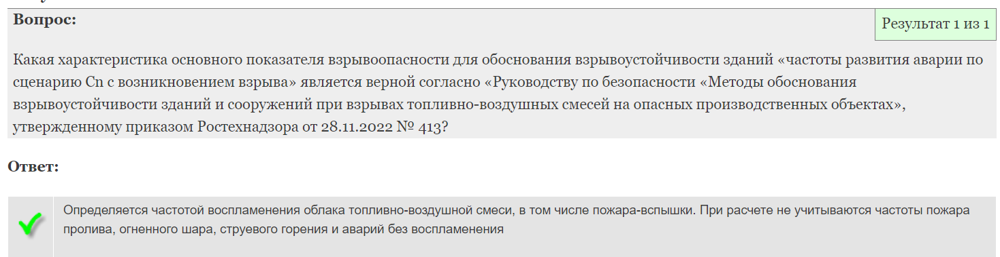 Вопрос:
Результат 1 из 1
Какая характеристика основного показателя взрывоопасности для обоснования взрывоустойчивости зданий «частоты развития аварии по
сценарию Cn с возникновением взрыва» является верной согласно «Руководству по безопасности «Методы обоснования
взрывоустойчивости зданий и сооружений при взрывах топливно-воздушных смесей на опасных производственных объектах»,
утвержденному приказом Ростехнадзора от 28.11.2022 № 413?
Ответ:
Определяется частотой воспламенения облака топливно-воздушной смеси, в том числе пожара-вспышки. При расчете не учитываются частоты пожара
пролива, огненного шара, струевого горения и аварий без воспламенения